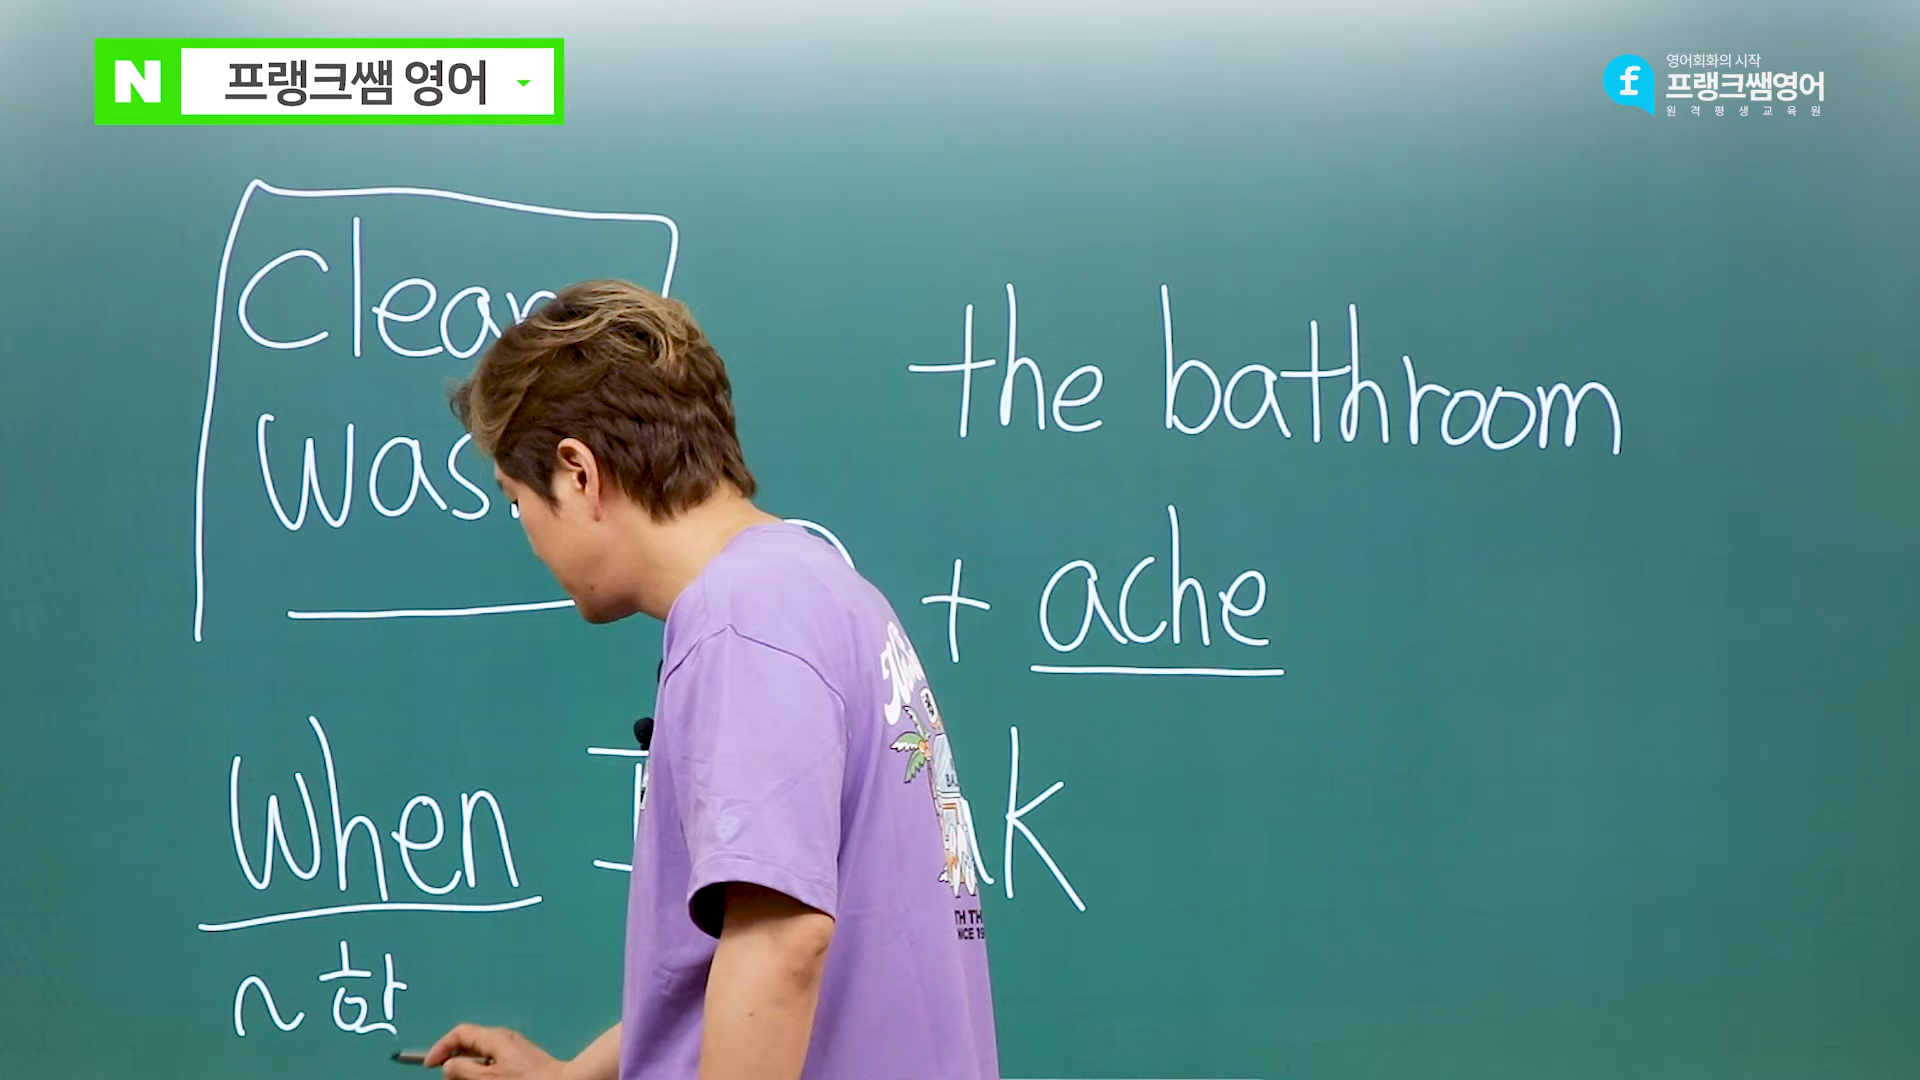 N 프랭크쌤 영어
영어회화의 시작
f 프랭크쌤영어
원격평생교육원
Clean the bathroom
+ ache
When k
~할